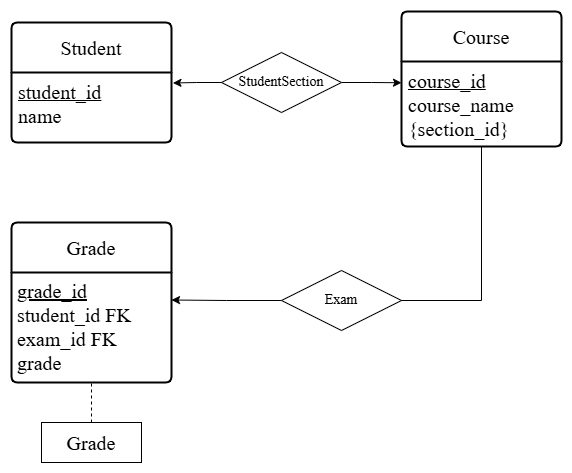 Student
student_id
name
StudentSection
Course
course_id
course_name
{section_id}
Grade
grade_id
student_id FK
exam_id FK
grade
Exam
Grade